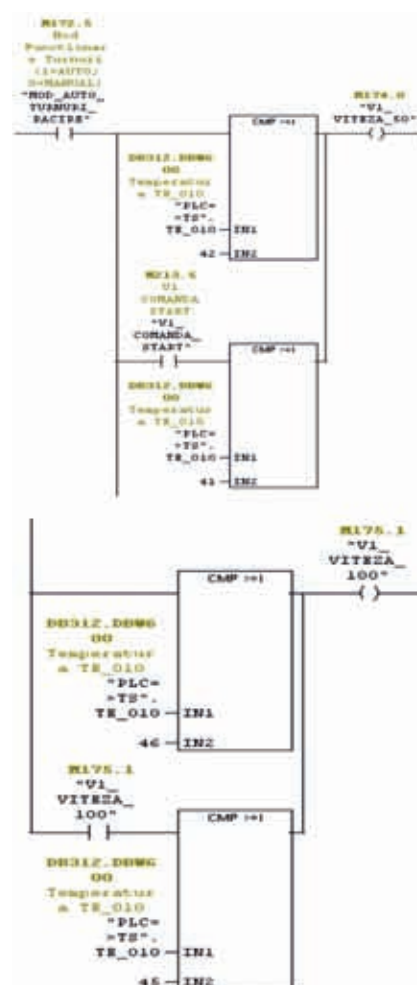 M172.5
Mod
Functionar
e Turnuri
(1=AUTO;
0=MANUAL)
"MOD_AUTO_
TURNURI_
RACIRE"
CMP >=I
"V1_
VITEZA_50"
DB312.DBW6
00
Temperatur
a TE_010
"PLC=
>TS".
TE_010
IN1
42
IN2
V1
COMANDA
START
"V1_
COMANDA_
START"
CMP >=I
DB312.DBW6
00
Temperatur
a TE_010
"PLC=
>TS".
TE_010
IN1
41
IN2
M175.1
"V1_
VITEZA_
100"
CMP >=I
DB312.DBW6
00
Temperatur
a TE_010
"PLC=
>TS".
TE_010
IN1
46
IN2
M175.1
"V1_
VITEZA_
100"
CMP >=I
DB312.DBW6
00
Temperatur
a TE_010
"PLC=
>TS".
TE_010
IN1
45
IN2